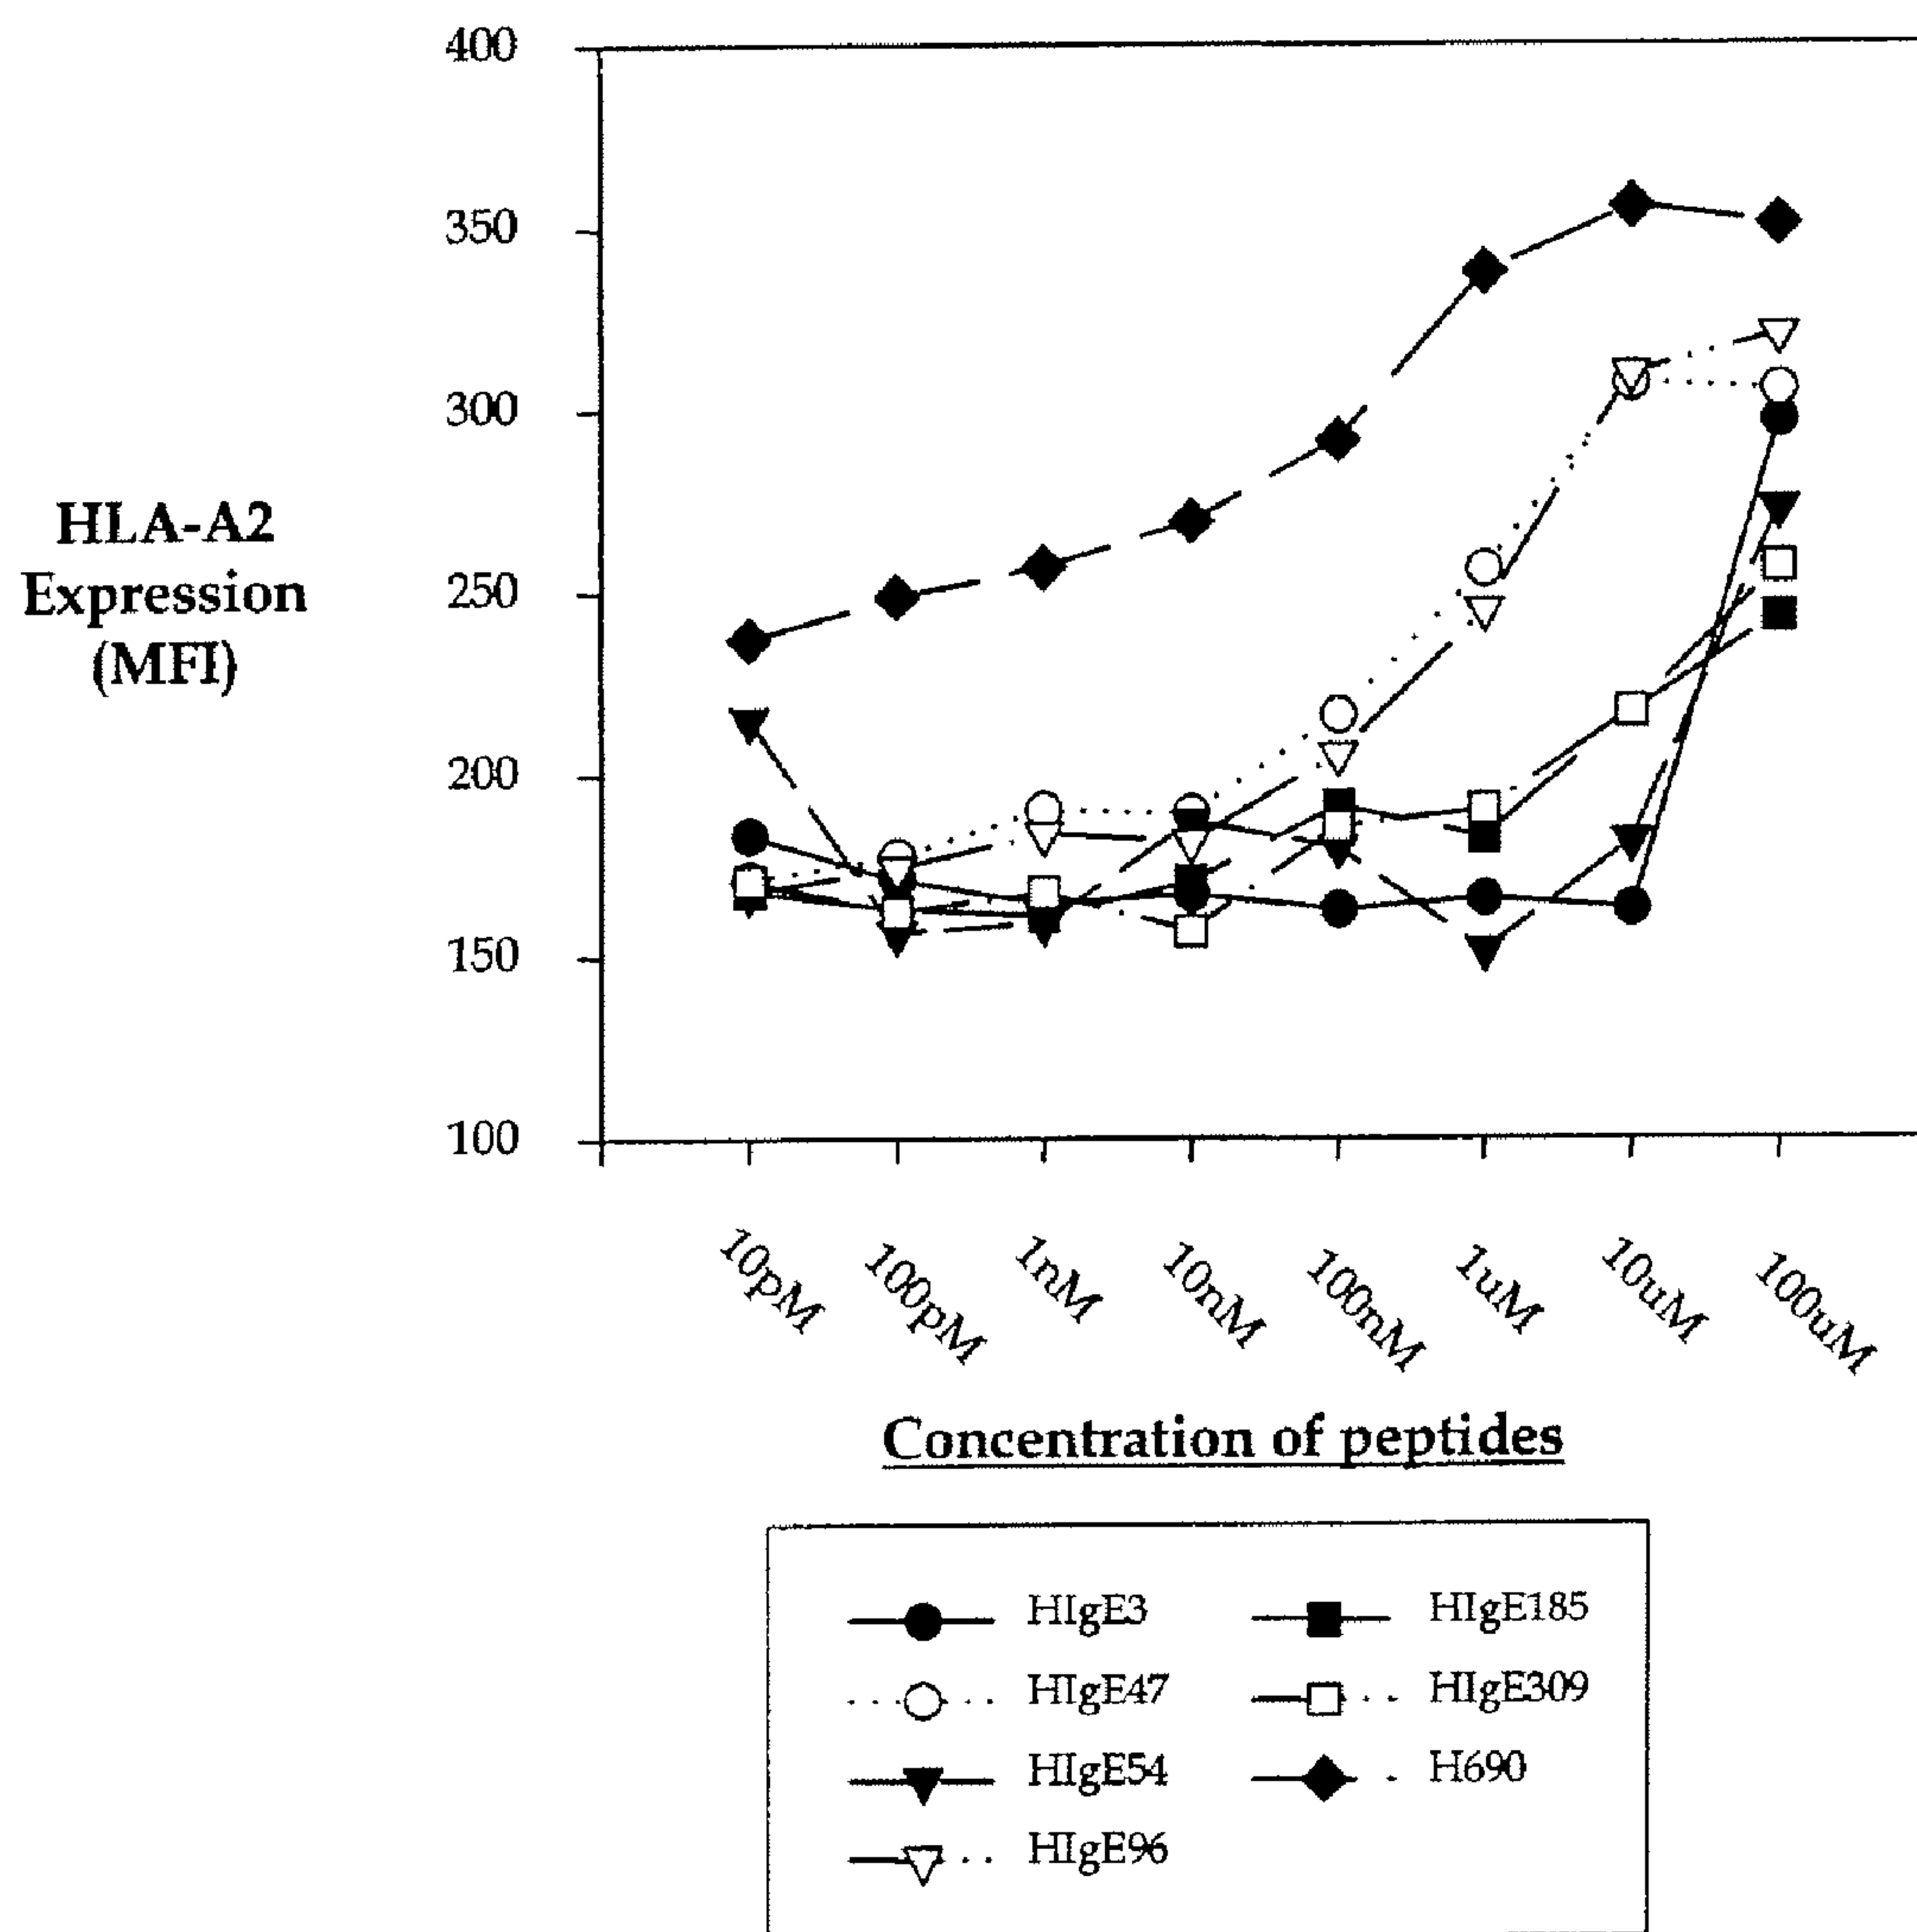 400
350
300
250
200
150
100
HLA-A2
Expression
(MFI)
10pM
100pM
1nM
10nM
100nM
1uM
10uM
100uM
Concentration of peptides
HIgE3
HIgE47
HIgE54
HIgE96
HIgE185
HIgE309
H690